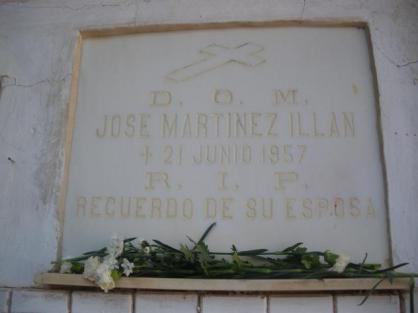 D. O. M.
JOSE MARTINEZ ILLAN
+ 21 JUNIO 1957
R. I. P.
RECUERDO DE SU ESPOSA